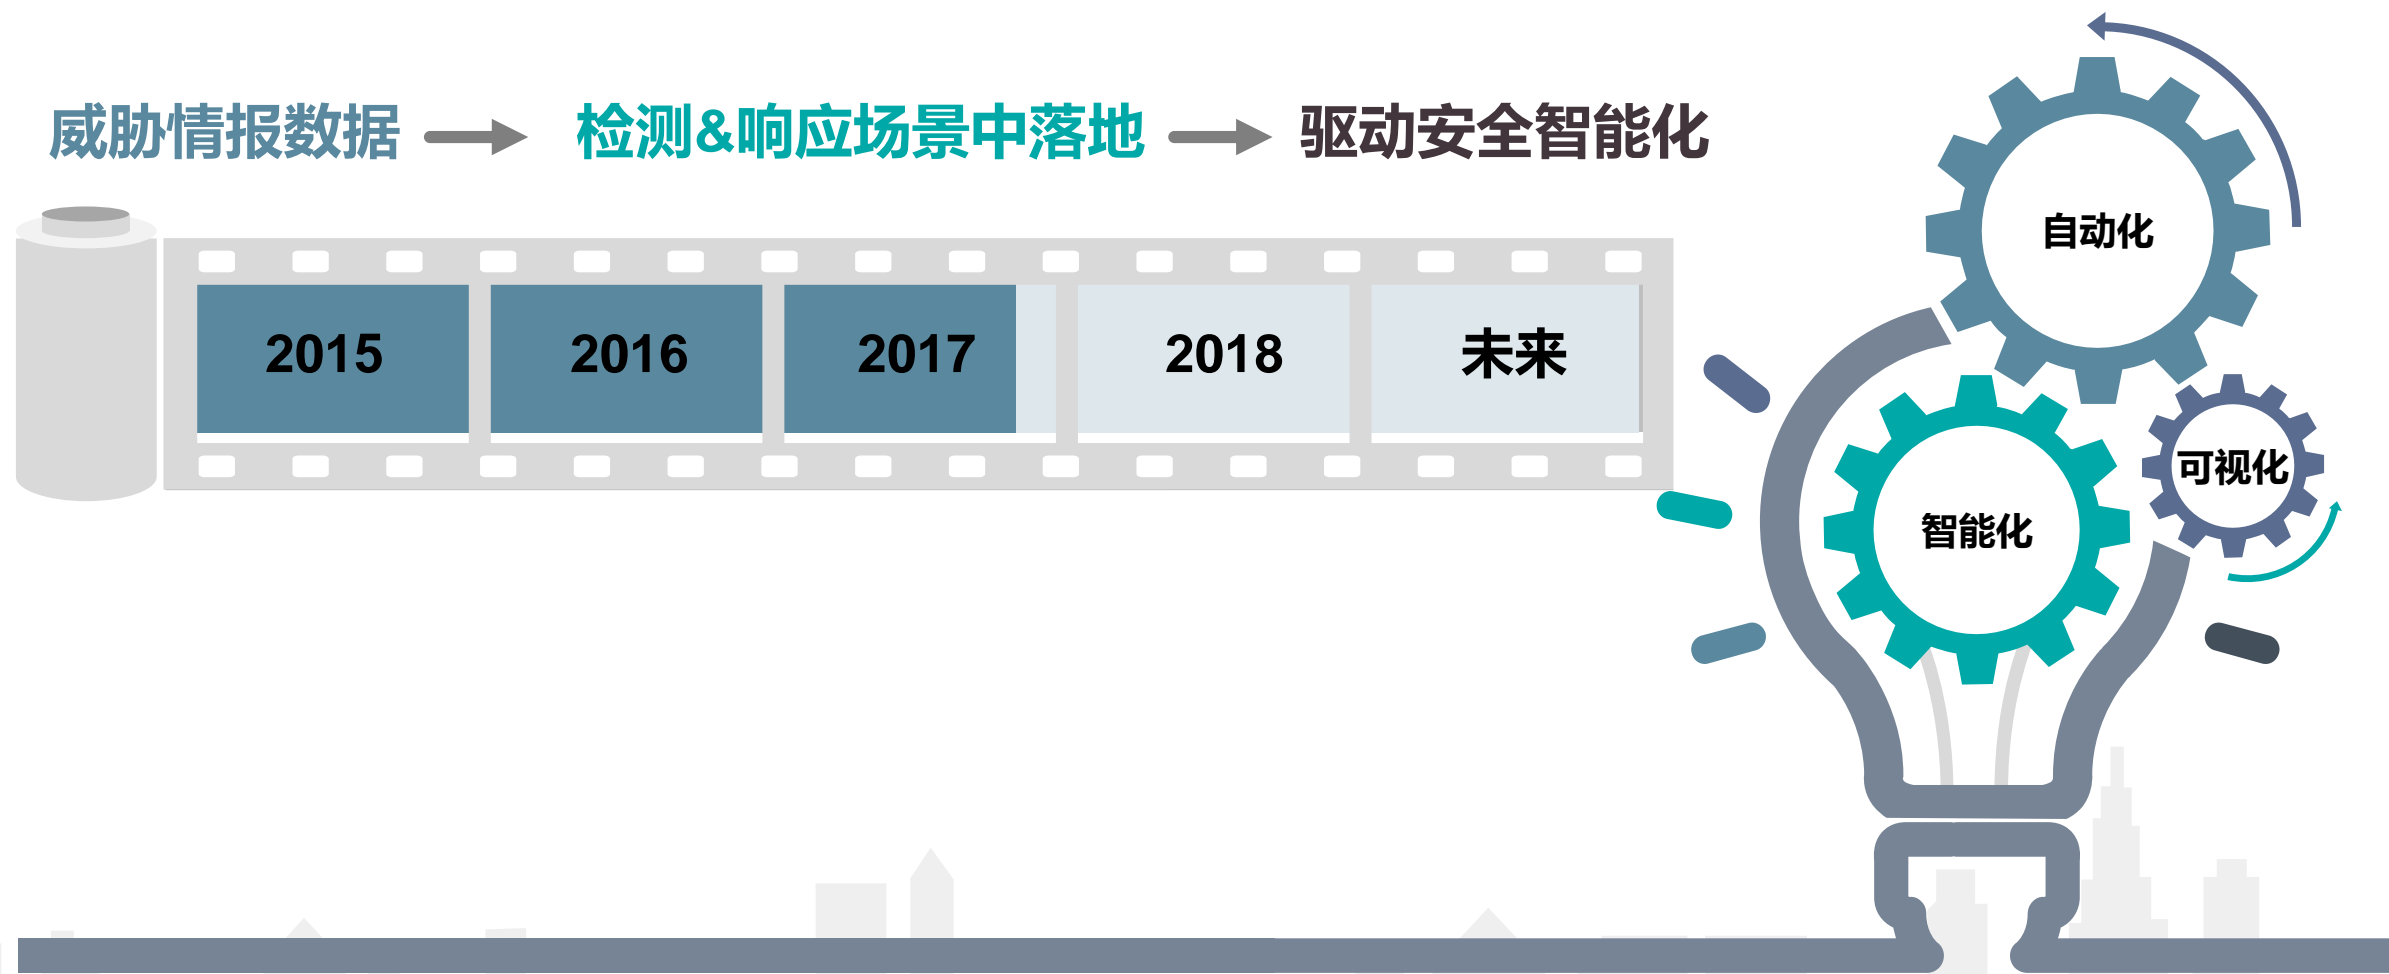 威胁情报数据 检测&响应场景中落地 驱动安全智能化
2015 2016 2017 2018 未来
自动化
可视化
智能化